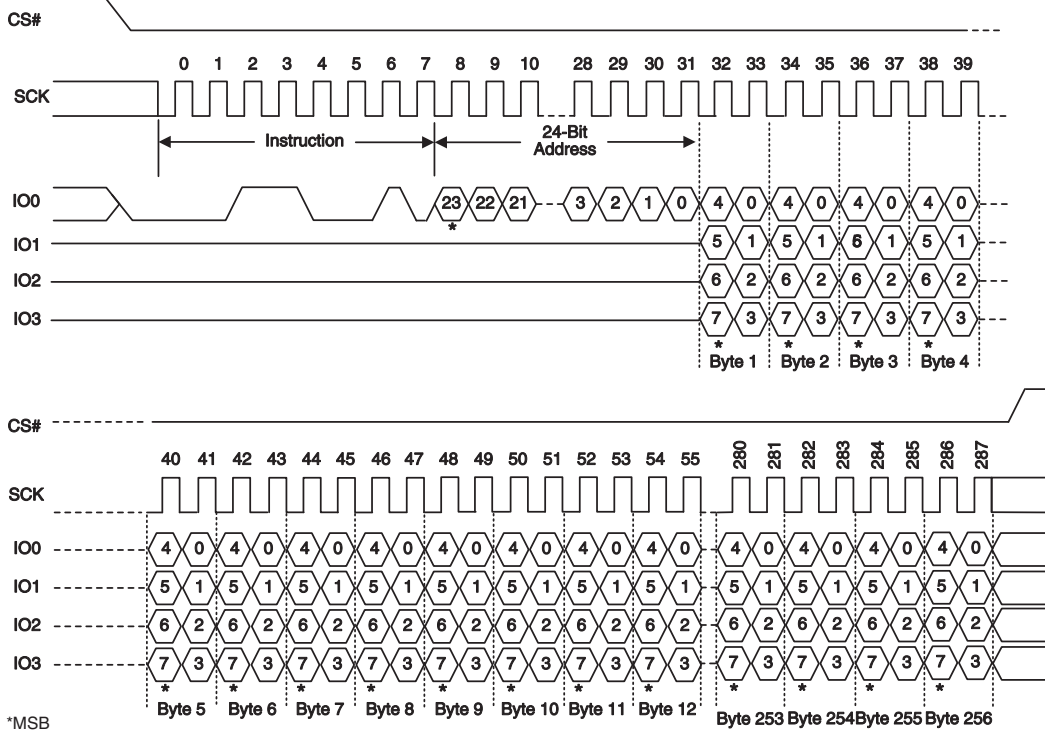 CS#
0 1 2 3 4 5 6 7 8 9 10 28 29 30 31 32 33 34 35 36 37 38 39
SCK
Instruction 24-Bit
Address
IO0 23 22 21 3 2 1 0 4 0 4 0 4 0 4 0
*
IO1 5 1 5 1 6 1 5 1
IO2 6 2 6 2 6 2 6 2
IO3 7 3 7 3 7 3 7 3
* * * *
Byte 1 Byte 2 Byte 3 Byte 4
CS#
40 41 42 43 44 45 46 47 48 49 50 51 52 53 54 55 280 281 282 283 284 285 286 287
SCK
IO0 4 0 4 0 4 0 4 0 4 0 4 0 4 0 4 0 4 0 4 0 4 0 4 0
IO1 5 1 5 1 5 1 5 1 5 1 5 1 5 1 5 1 5 1 5 1 5 1 5 1
IO2 6 2 6 2 6 2 6 2 6 2 6 2 6 2 6 2 6 2 6 2 6 2 6 2
IO3 7 3 7 3 7 3 7 3 7 3 7 3 7 3 7 3 7 3 7 3 7 3 7 3
* * * * * * * * * * * *
Byte 5 Byte 6 Byte 7 Byte 8 Byte 9 Byte 10 Byte 11 Byte 12 Byte 253 Byte 254 Byte 255 Byte 256
*MSB